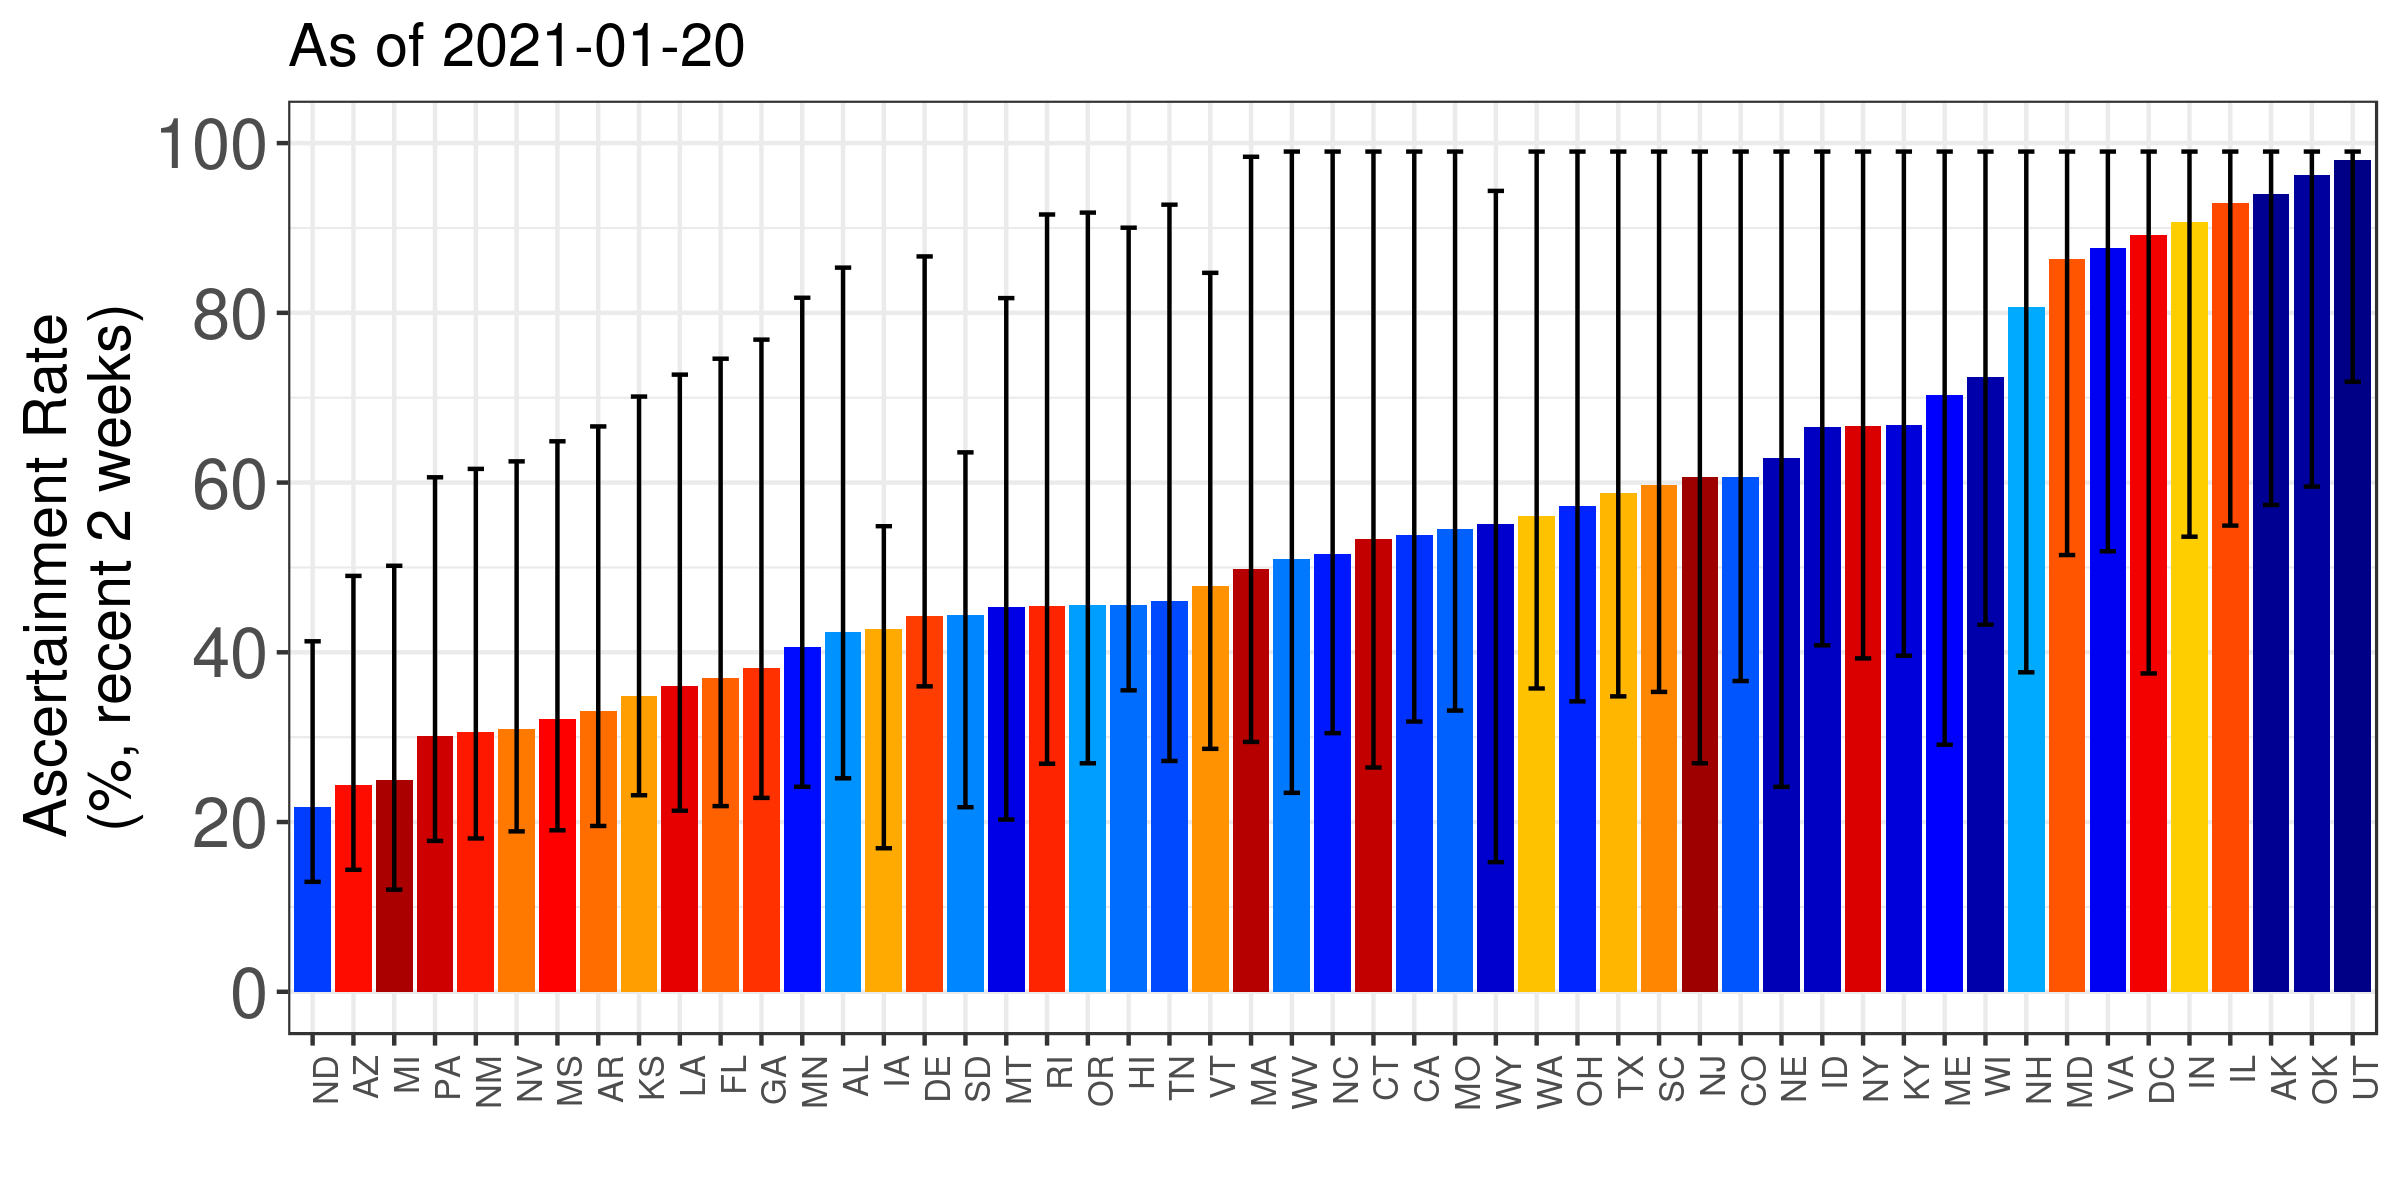 As of 2021-01-20
Ascertainment Rate
(%, recent 2 weeks)
100
80
60
40
20
0
ND AZ MI PA NM NV MS AR KS LA FL GA MN AL IA DE SD MT RI OR HI TN VT MA WV NC CT CA MO WY WA OH TX SC NJ CO NE ID NY KY ME WI NH MD VA DC IN IL AK OK UT